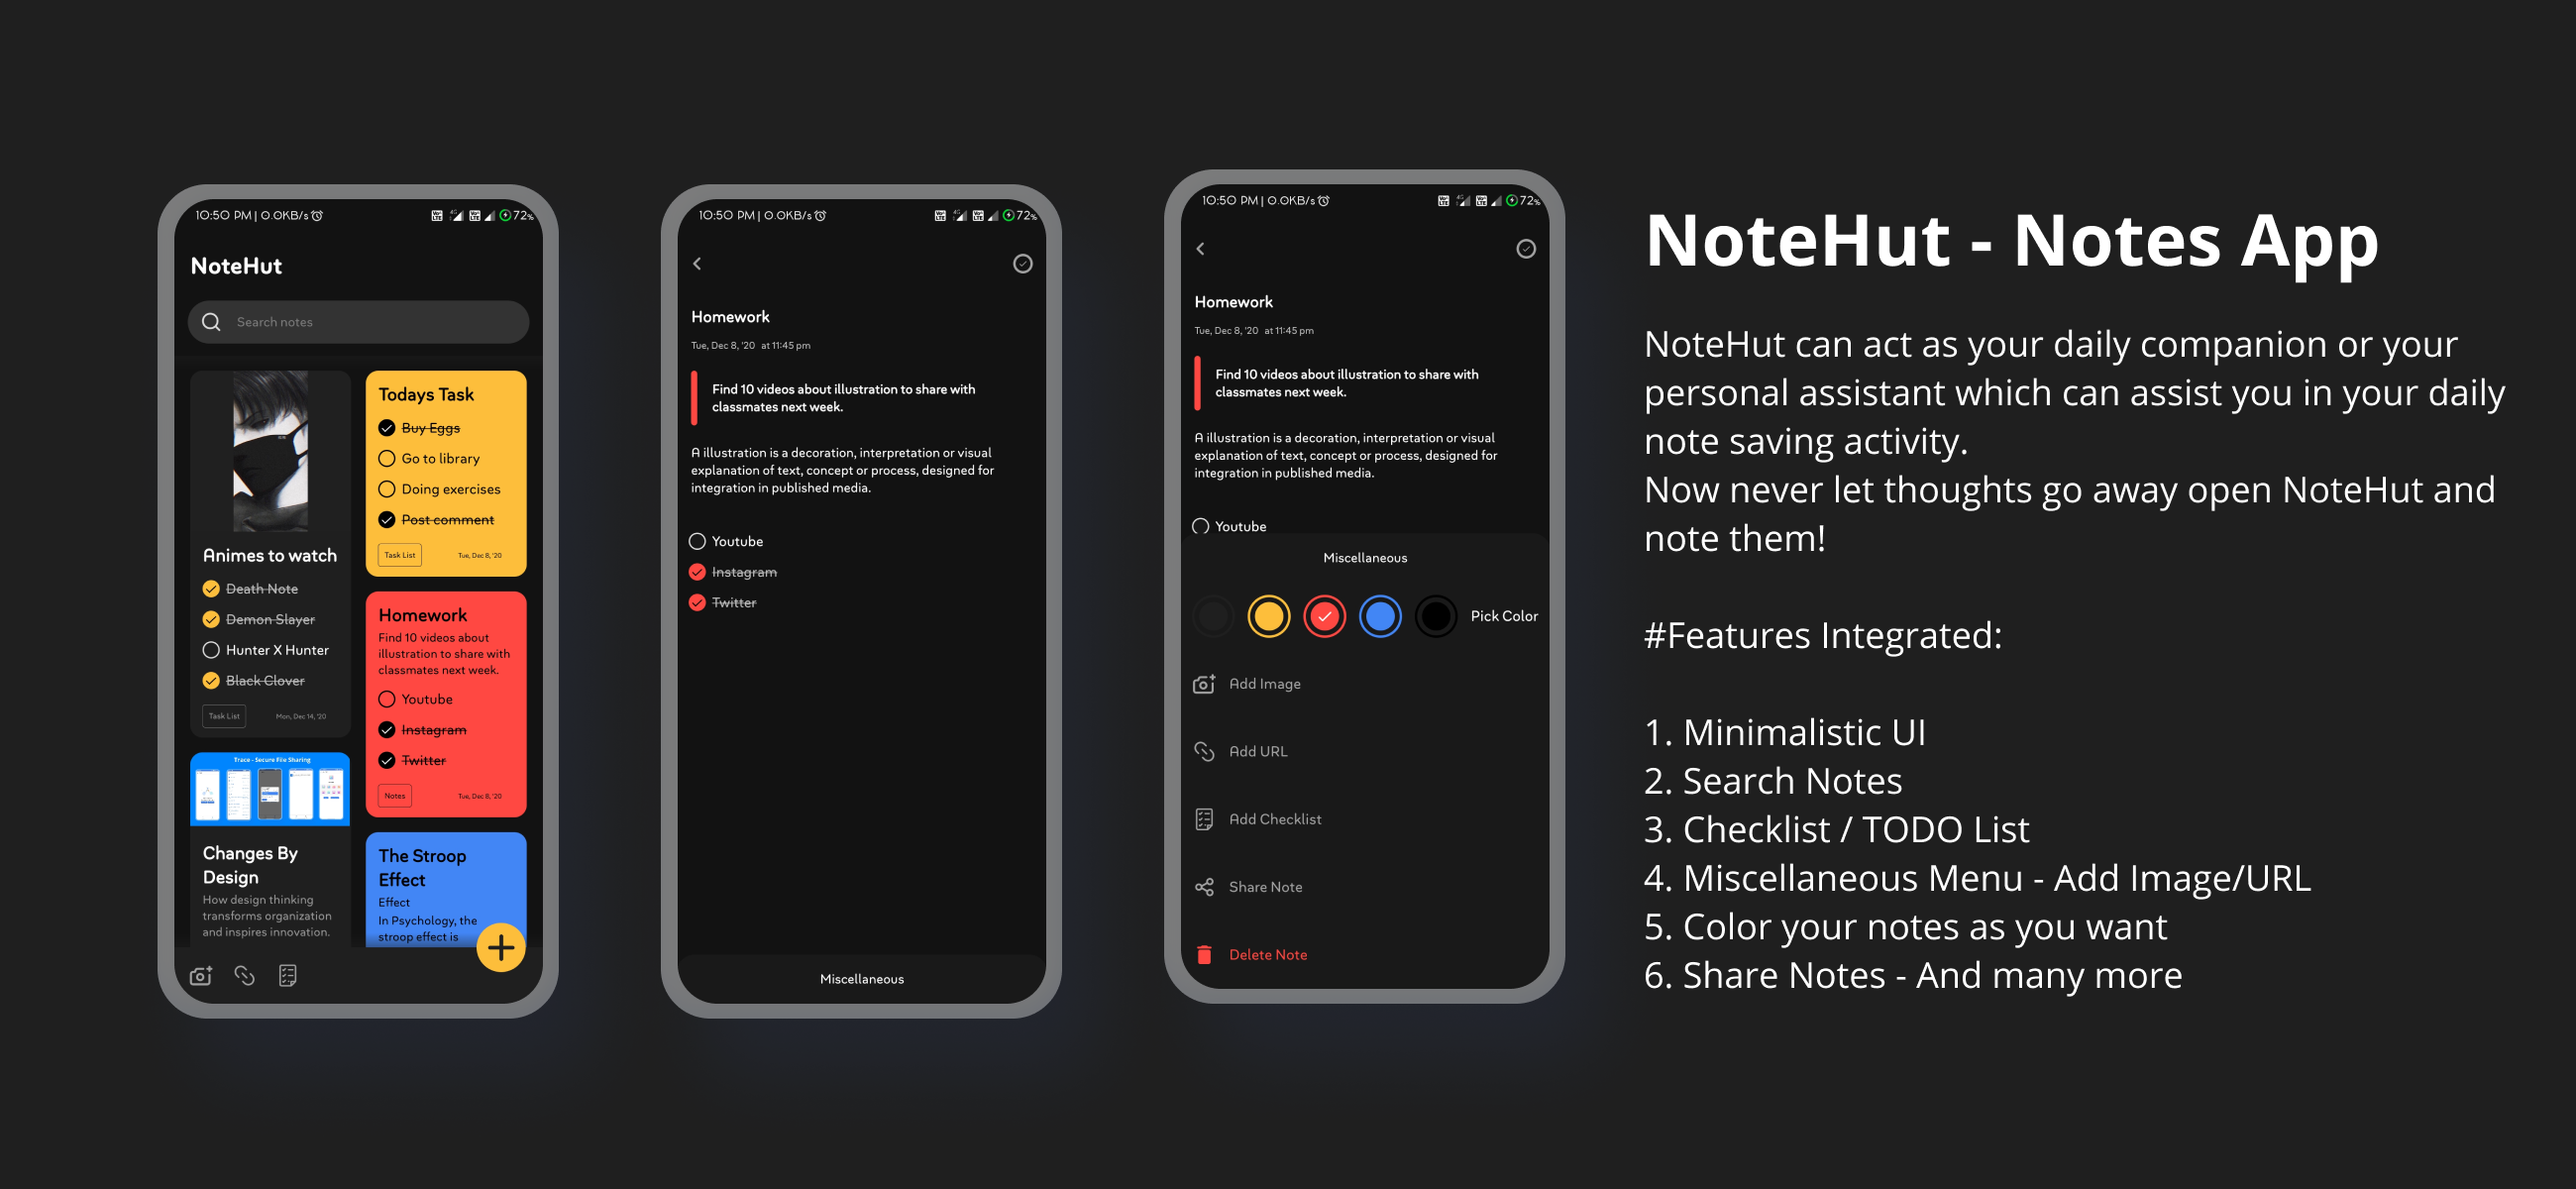 10:50 PM | 0.0KB/s
72%
NoteHut
Search notes
Animes to watch
Death Note
Demon Slayer
Hunter X Hunter
Black Clover
Task List
Mon, Dec 14, '20
Trace - Secure File Sharing
Changes By
Design
How design thinking
transforms organization
and inspires innovation.
Todays Task
Buy Eggs
Go to library
Doing exercises
Post comment
Task List
Tue, Dec 8, '20
Homework
Find 10 videos about
illustration to share with
classmates next week.
Youtube
Instagram
Twitter
Notes
Tue, Dec 8, '20
The Stroop
Effect
Effect
In Psychology, the
stroop effect is
10:50 PM | 0.0KB/s
72%
Homework
Tue, Dec 8, '20 at 11:45 pm
Find 10 videos about illustration to share with
classmates next week.
A illustration is a decoration, interpretation or visual
explanation of text, concept or process, designed for
integration in published media.
Youtube
Instagram
Twitter
Miscellaneous
10:50 PM | 0.0KB/s
72%
Homework
Tue, Dec 8, '20 at 11:45 pm
Find 10 videos about illustration to share with
classmates next week.
A illustration is a decoration, interpretation or visual
explanation of text, concept or process, designed for
integration in published media.
Youtube
Miscellaneous
Pick Color
Add Image
Add URL
Add Checklist
Share Note
Delete Note
NoteHut - Notes App
NoteHut can act as your daily companion or your
personal assistant which can assist you in your daily
note saving activity.
Now never let thoughts go away open NoteHut and
note them!
#Features Integrated:
1. Minimalistic UI
2. Search Notes
3. Checklist / TODO List
4. Miscellaneous Menu - Add Image/URL
5. Color your notes as you want
6. Share Notes - And many more